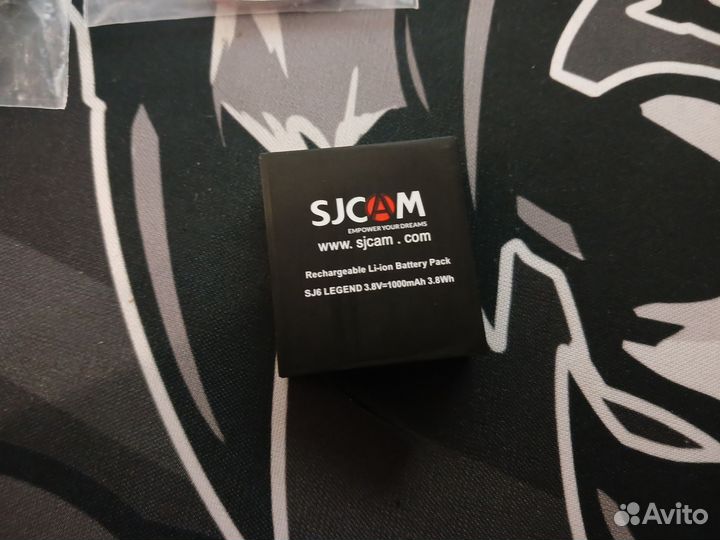 SJCAM
EMPOWER YOUR DREAMS
www. sjcam . com
Rechargeable Li-ion Battery Pack
SJ6 LEGEND 3.8V=1000mAh 3.8Wh
Avito